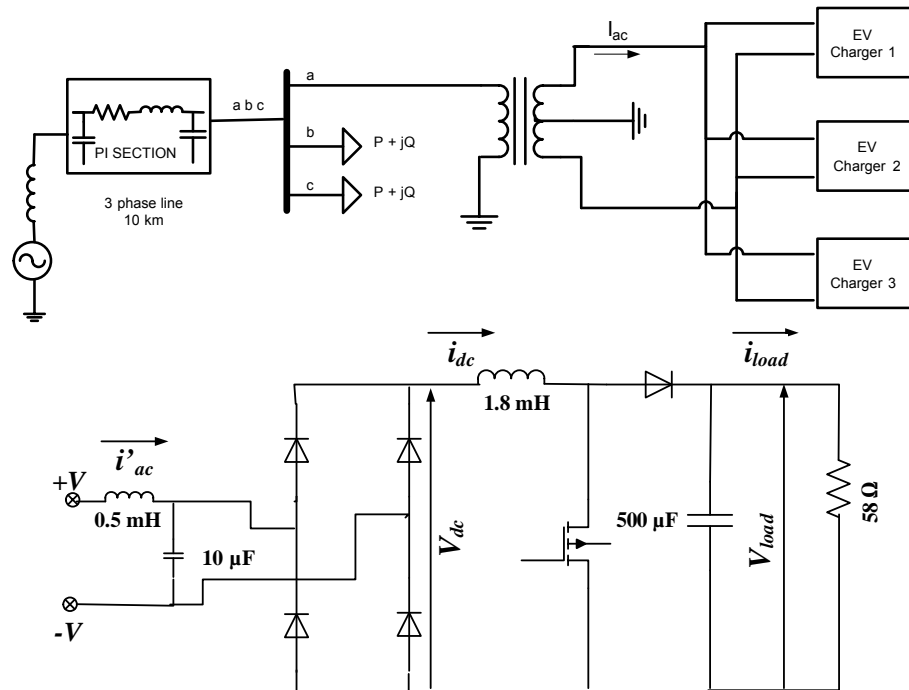 I_ac
EV
Charger 1
a
a b c
PI SECTION
b
P + jQ
EV
Charger 2
c
P + jQ
3 phase line
10 km
EV
Charger 3
i_dc
i_load
1.8 mH
i'_ac
+V
0.5 mH
10 µF
V_dc
500 µF
V_load
58 Ω
-V